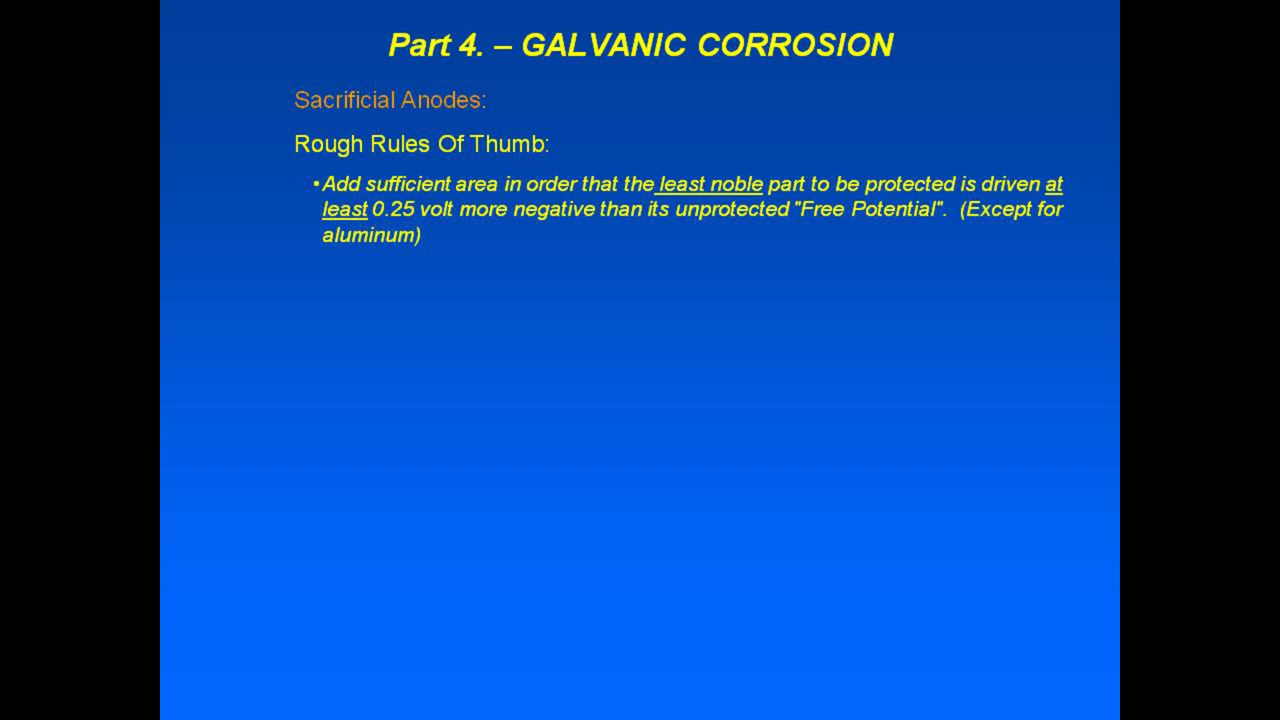 Part 4. – GALVANIC CORROSION
Sacrificial Anodes:
Rough Rules Of Thumb:
•Add sufficient area in order that the least noble part to be protected is driven at
least 0.25 volt more negative than its unprotected "Free Potential".  (Except for
aluminum)